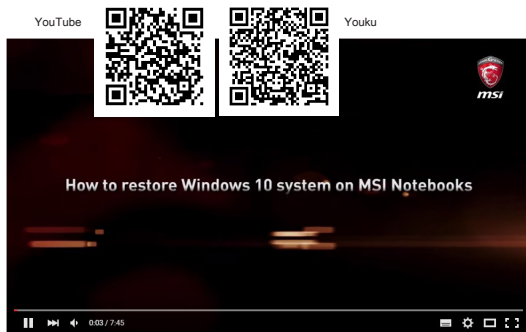 YouTube
Youku
msi
How to restore Windows 10 system on MSI Notebooks
0:03 / 7:45